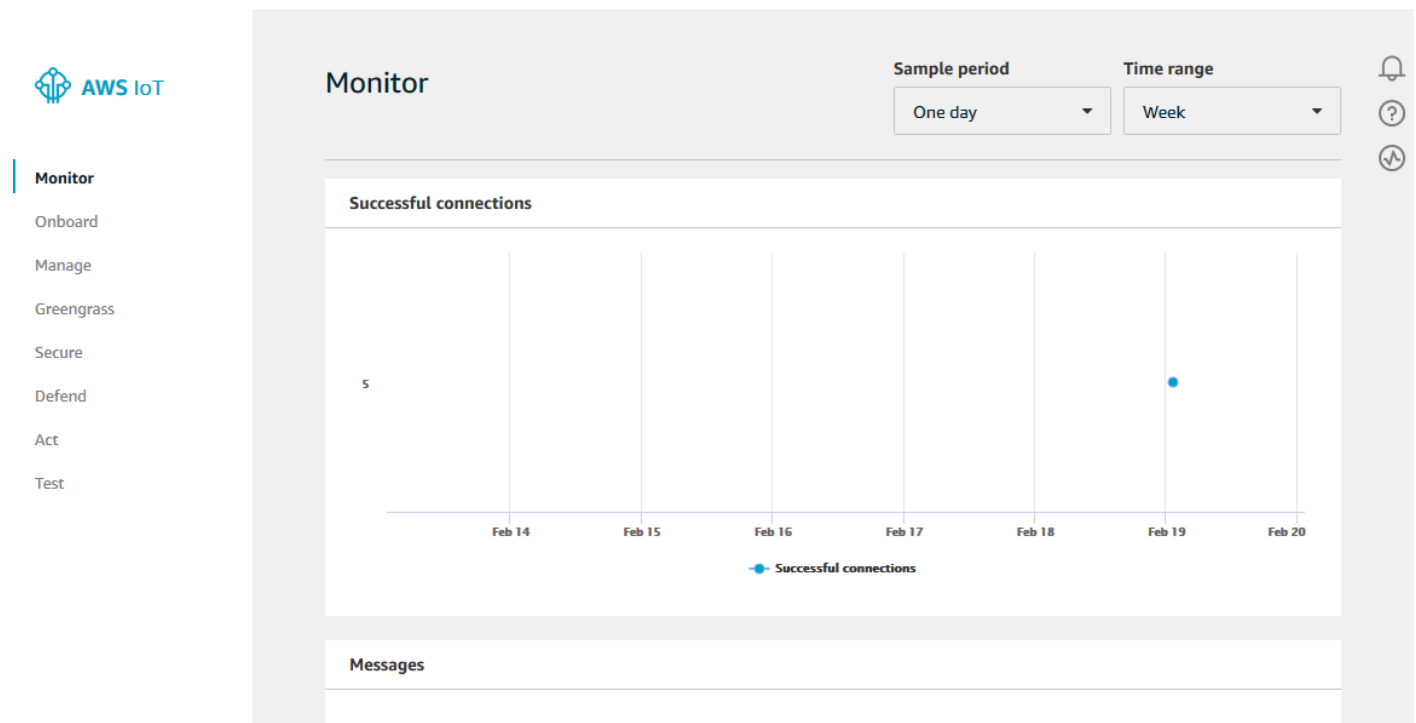 AWS IoT
Monitor
Onboard
Manage
Greengrass
Secure
Defend
Act
Test
Monitor
Sample period
One day
Time range
Week
Successful connections
5
Feb 14 Feb 15 Feb 16 Feb 17 Feb 18 Feb 19 Feb 20
Successful connections
Messages